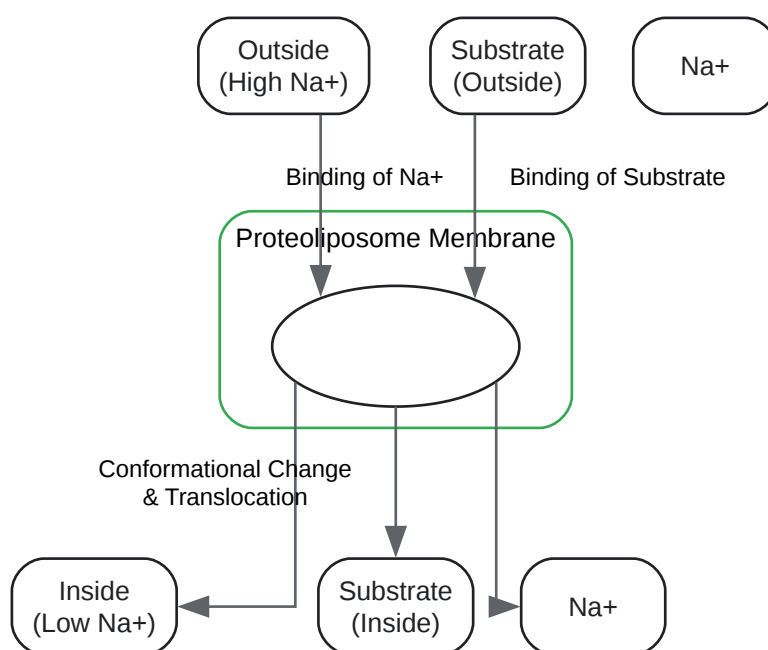 Outside
(High Na+)
Substrate
(Outside)
Na+
Binding of Na+
Binding of Substrate
Proteoliposome Membrane
Conformational Change
& Translocation
Inside
(Low Na+)
Substrate
(Inside)
Na+